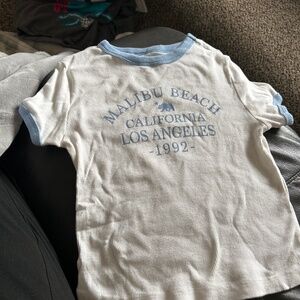 MALIBU BEACH
CALIFORNIA
LOS ANGELES
-1992-